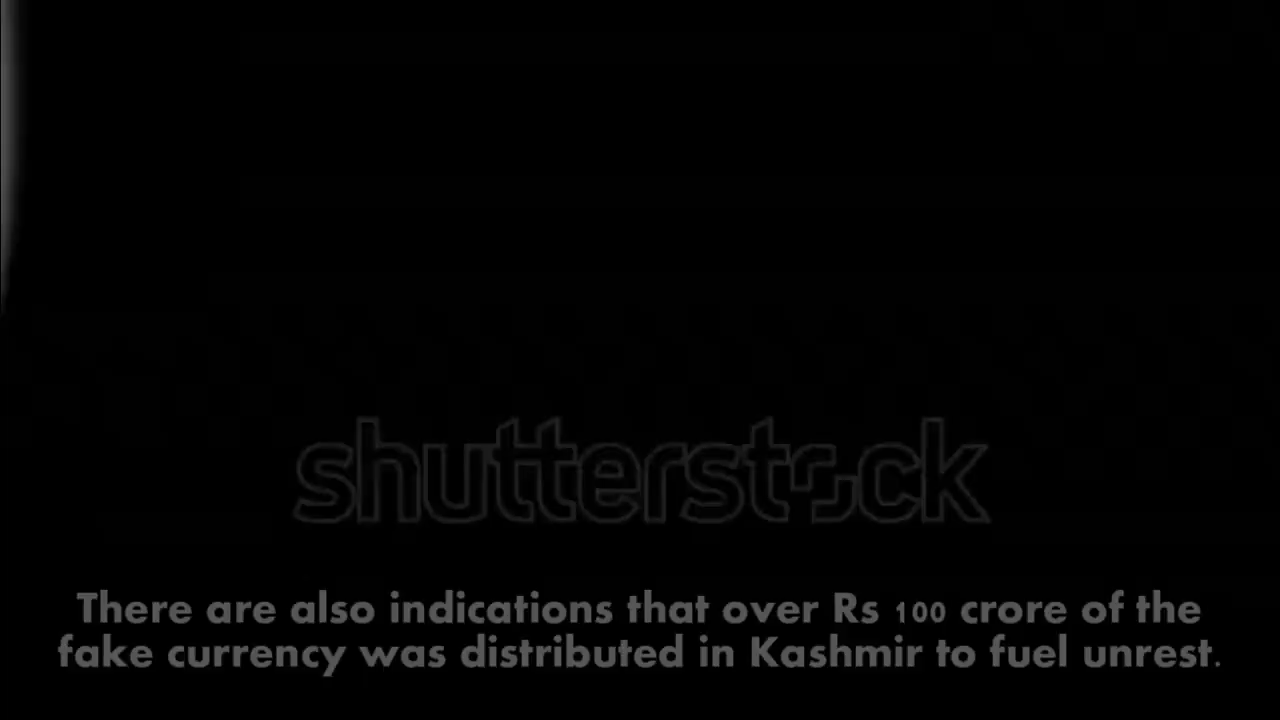 shutterstock
There are also indications that over Rs 100 crore of the
fake currency was distributed in Kashmir to fuel unrest.